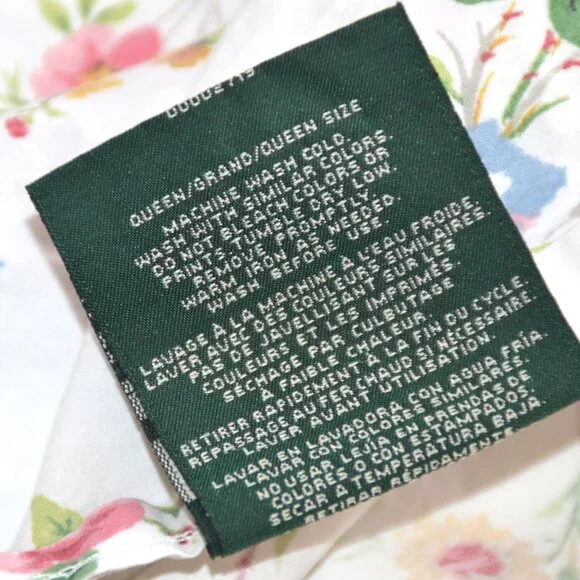 00002779
QUEEN/GRAND/QUEEN SIZE
MACHINE WASH COLD.
WASH WITH SIMILAR COLORS.
DO NOT BLEACH COLORS OR
PRINTS. TUMBLE DRY LOW.
REMOVE PROMPTLY.
WARM IRON AS NEEDED.
WASH BEFORE USE.
LAVAGE À LA MACHINE À L'EAU FROIDE.
LAVER AVEC DES COULEURS SIMILAIRES.
PAS DE JAVELLISANT SUR LES
COULEURS ET LES IMPRIMÉS
SÉCHAGE PAR CULBUTAGE
À FAIBLE CHALEUR.
RETIRER RAPIDEMENT À LA FIN DU CYCLE.
REPASSAGE AU FER CHAUD SI NÉCESSAIRE.
LAVER AVANT UTILISATION.
LAVAR EN LAVADORA CON AGUA FRÍA.
LAVAR CON COLORES SIMILARES.
NO USAR LEJÍA EN PRENDAS DE
COLORES O CON ESTAMPADOS
SECAR A TEMPERATURA BAJA.
RETIRAR RÁPIDAMENTE.